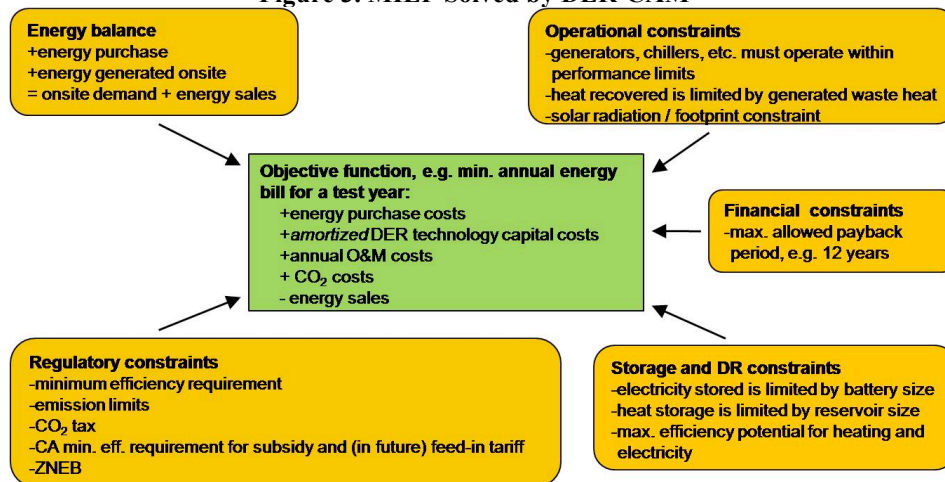 Figure MILP Solved by DER-CAM
Energy balance
+energy purchase
+energy generated onsite
= onsite demand + energy sales
Operational constraints
-generators, chillers, etc. must operate within
performance limits
-heat recovered is limited by generated waste heat
-solar radiation / footprint constraint
Objective function, e.g. min. annual energy
bill for a test year:
+energy purchase costs
+amortized DER technology capital costs
+annual O&M costs
+ CO₂ costs
- energy sales
Financial constraints
-max. allowed payback
period, e.g. 12 years
Regulatory constraints
-minimum efficiency requirement
-emission limits
-CO₂ tax
-CA min. eff. requirement for subsidy and (in future) feed-in tariff
-ZNEB
Storage and DR constraints
-electricity stored is limited by battery size
-heat storage is limited by reservoir size
-max. efficiency potential for heating and
electricity